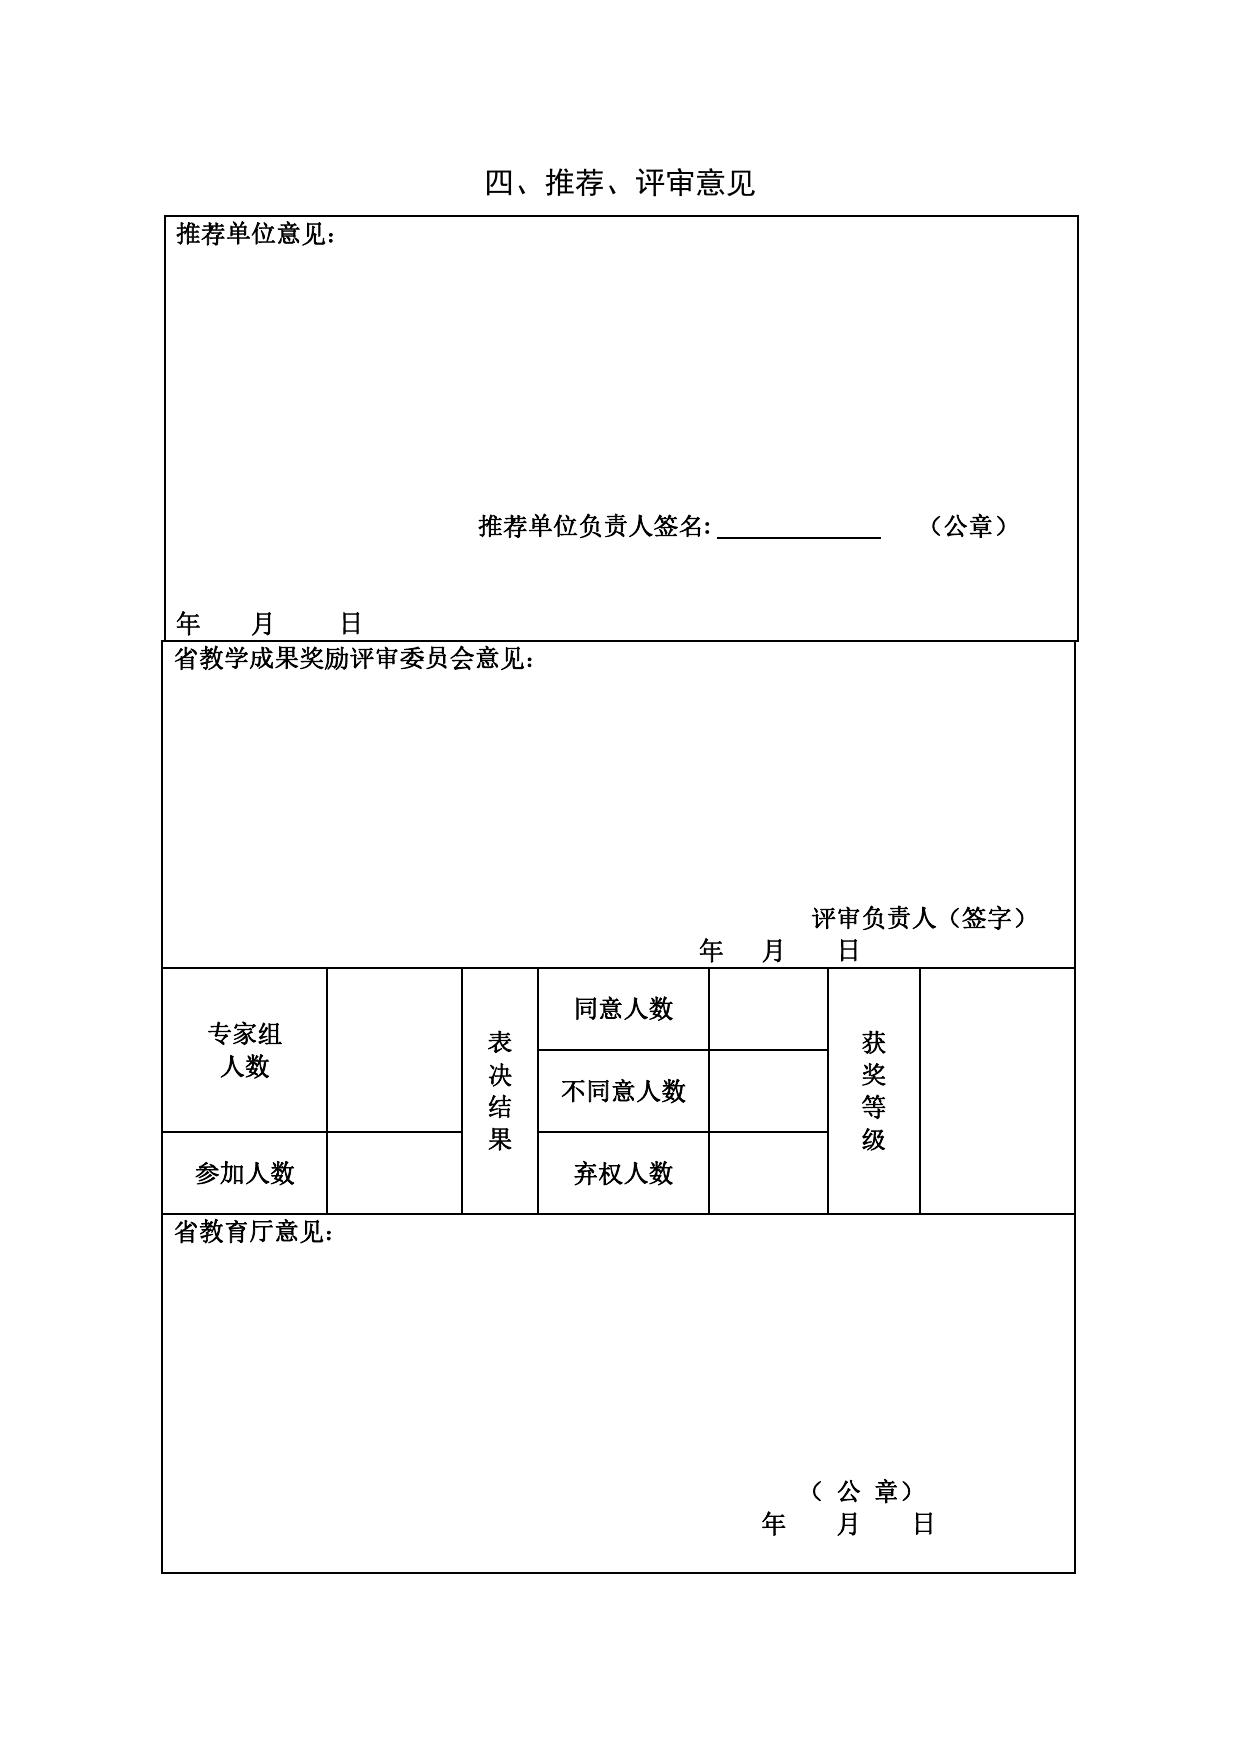 四、推荐、评审意见
推荐单位意见：
推荐单位负责人签名:　　　　　　（公章）
年　月　日
省教学成果奖励评审委员会意见：
评审负责人（签字）
年　月　日
专家组
人数
表
决
结
果
同意人数
不同意人数
弃权人数
获
奖
等
级
参加人数
省教育厅意见：
（ 公 章）
年　月　日